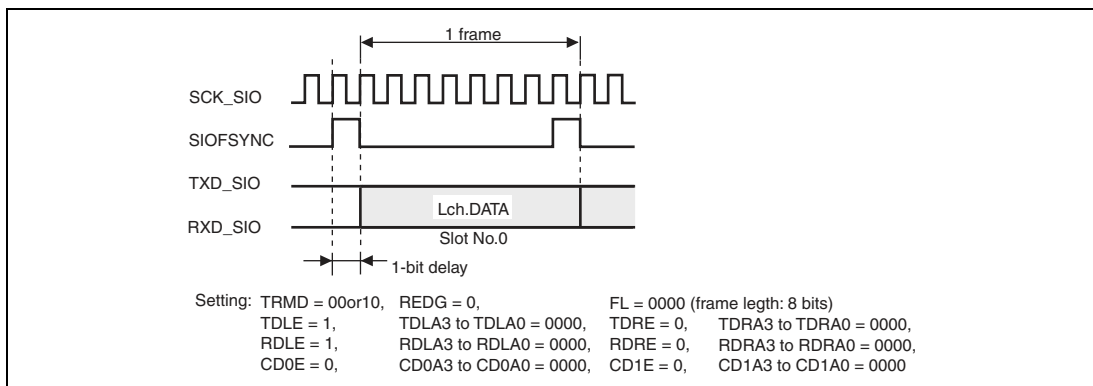 1 frame
SCK_SIO
SIOFSYNC
TXD_SIO
Lch.DATA
RXD_SIO
Slot No.0
1-bit delay
Setting: TRMD = 00or10, REDG = 0, FL = 0000 (frame legth: 8 bits)
TDLE = 1, TDLA3 to TDLA0 = 0000, TDRE = 0, TDRA3 to TDRA0 = 0000,
RDLE = 1, RDLA3 to RDLA0 = 0000, RDRE = 0, RDRA3 to RDRA0 = 0000,
CD0E = 0, CD0A3 to CD0A0 = 0000, CD1E = 0, CD1A3 to CD1A0 = 0000